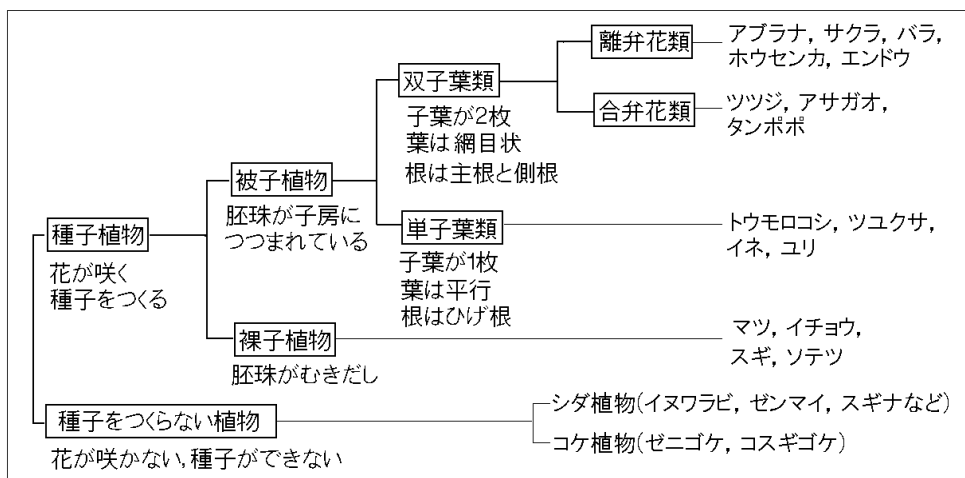 離弁花類
アブラナ，サクラ，バラ，
ホウセンカ，エンドウ
双子葉類
子葉が2枚
葉は網目状
根は主根と側根
合弁花類
ツツジ，アサガオ，
タンポポ
被子植物
胚珠が子房に
つつまれている
単子葉類
子葉が1枚
葉は平行
根はひげ根
トウモロコシ，ツユクサ，
イネ，ユリ
種子植物
花が咲く
種子をつくる
裸子植物
胚珠がむきだし
マツ，イチョウ，
スギ，ソテツ
種子をつくらない植物
花が咲かない，種子ができない
シダ植物(イヌワラビ，ゼンマイ，スギナなど)
コケ植物(ゼニゴケ，コスギゴケ)